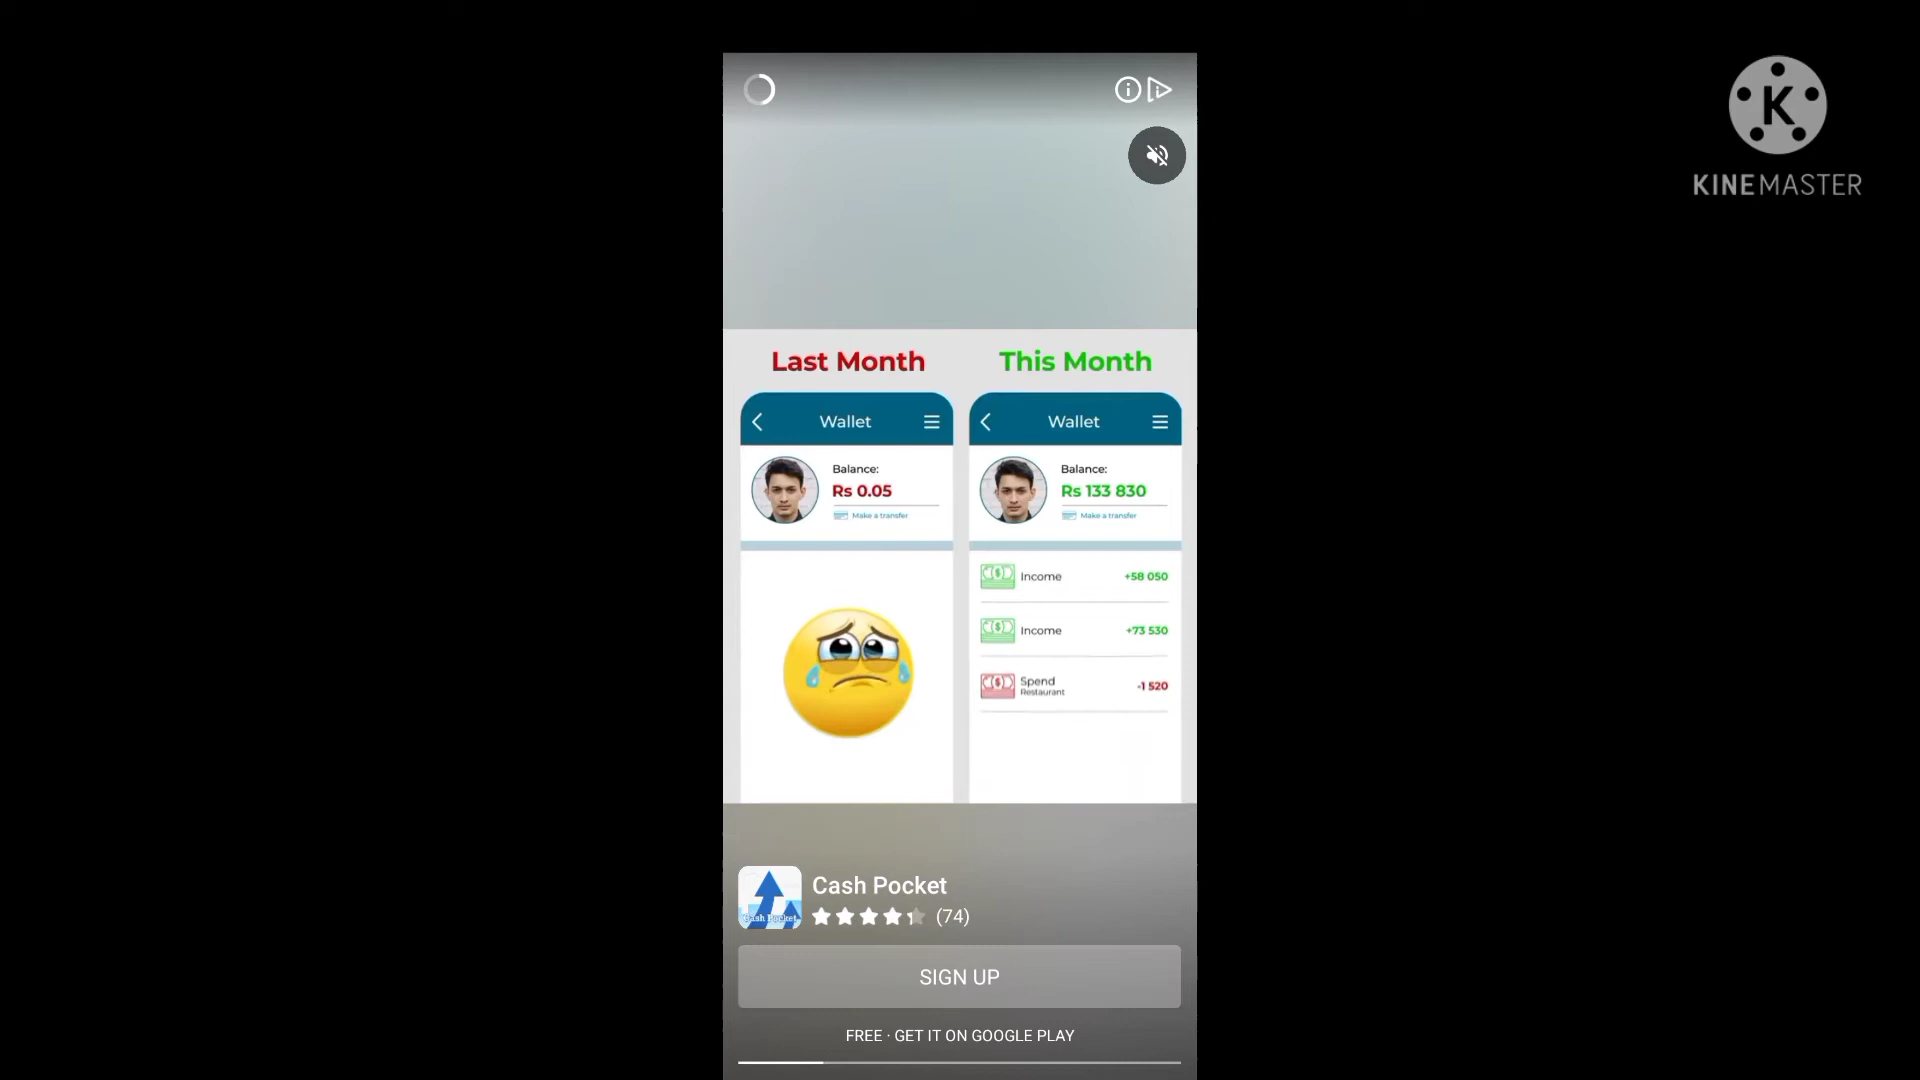 KINEMASTER
Last Month
This Month
Wallet
Balance:
Rs 0.05
Make a transfer
Wallet
Balance:
Rs 133 830
Make a transfer
Income +58 050
Income +73 530
Spend
Restaurant
-1 520
Cash Pocket
Cash Pocket
(74)
SIGN UP
FREE · GET IT ON GOOGLE PLAY